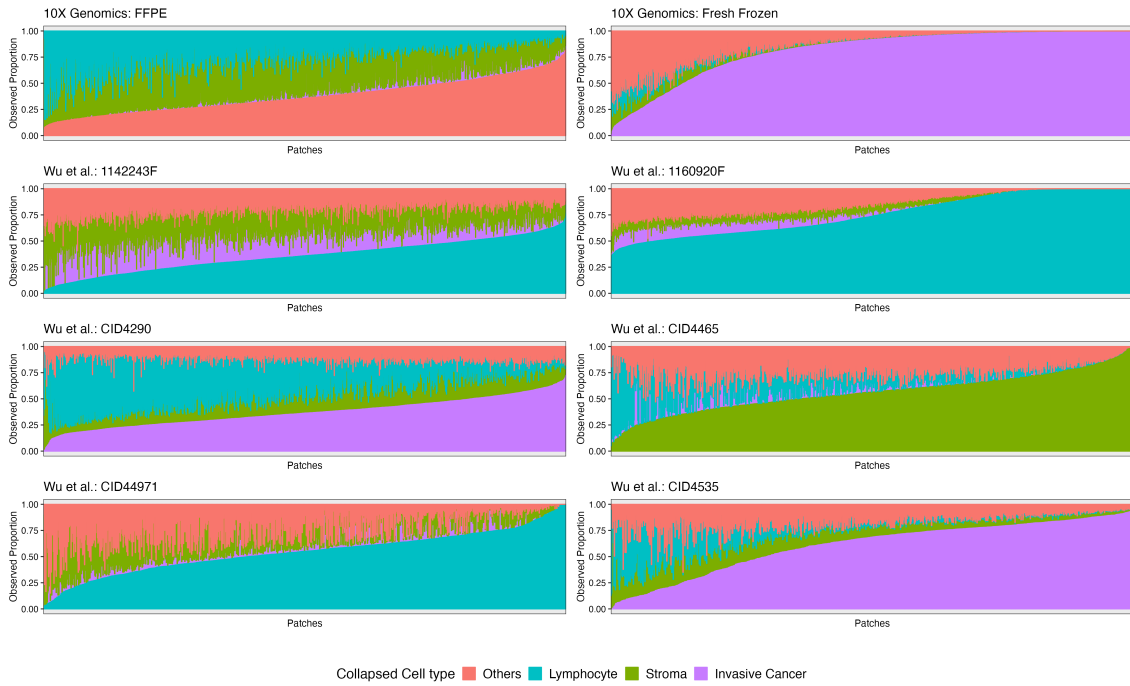 10X Genomics: FFPE
10X Genomics: Fresh Frozen
Observed Proportion
1.00
0.75
0.50
0.25
0.00
Patches
Observed Proportion
1.00
0.75
0.50
0.25
0.00
Patches
Wu et al.: 1142243F
Wu et al.: 1160920F
Observed Proportion
1.00
0.75
0.50
0.25
0.00
Patches
Observed Proportion
1.00
0.75
0.50
0.25
0.00
Patches
Wu et al.: CID4290
Wu et al.: CID4465
Observed Proportion
1.00
0.75
0.50
0.25
0.00
Patches
Observed Proportion
1.00
0.75
0.50
0.25
0.00
Patches
Wu et al.: CID44971
Wu et al.: CID4535
Observed Proportion
1.00
0.75
0.50
0.25
0.00
Patches
Observed Proportion
1.00
0.75
0.50
0.25
0.00
Patches
Collapsed Cell type Others Lymphocyte Stroma Invasive Cancer